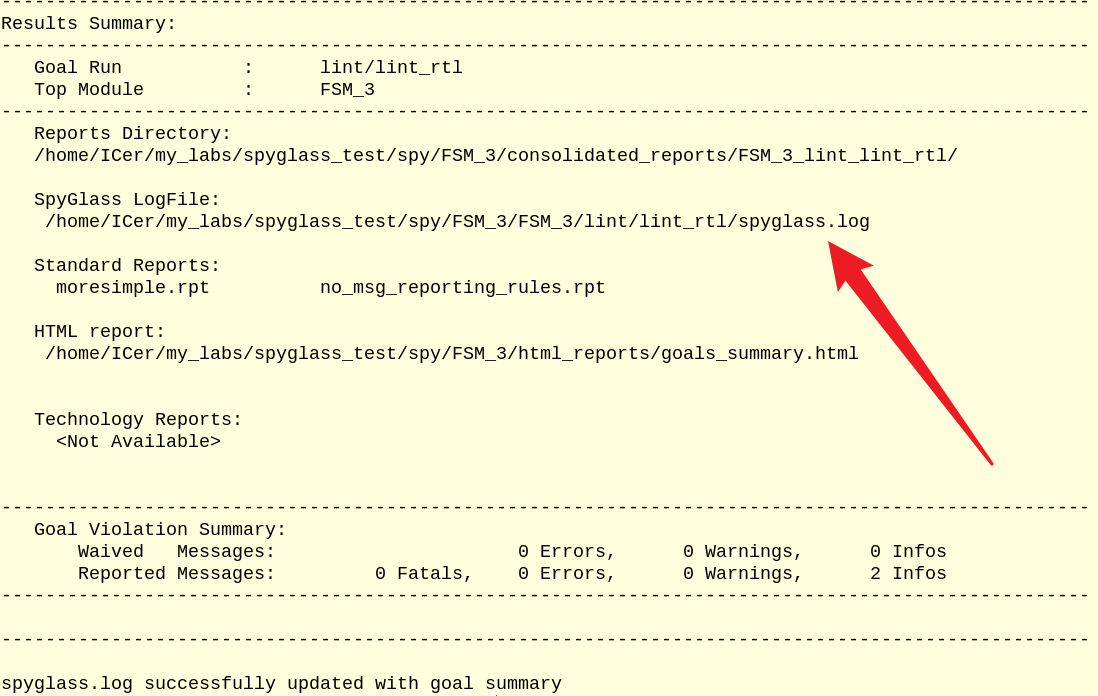 ---------------------------------------------------------------------------------------------------
Results Summary:
---------------------------------------------------------------------------------------------------
   Goal Run           :      lint/lint_rtl
   Top Module         :      FSM_3
---------------------------------------------------------------------------------------------------
   Reports Directory:
   /home/ICer/my_labs/spyglass_test/spy/FSM_3/consolidated_reports/FSM_3_lint_lint_rtl/
   SpyGlass LogFile:
    /home/ICer/my_labs/spyglass_test/spy/FSM_3/FSM_3/lint/lint_rtl/spyglass.log
   Standard Reports:
     moresimple.rpt          no_msg_reporting_rules.rpt
   HTML report:
    /home/ICer/my_labs/spyglass_test/spy/FSM_3/html_reports/goals_summary.html
   Technology Reports:
     <Not Available>
---------------------------------------------------------------------------------------------------
   Goal Violation Summary:
       Waived   Messages:                      0 Errors,      0 Warnings,      0 Infos
       Reported Messages:         0 Fatals,    0 Errors,      0 Warnings,      2 Infos
---------------------------------------------------------------------------------------------------
---------------------------------------------------------------------------------------------------
spyglass.log successfully updated with goal summary